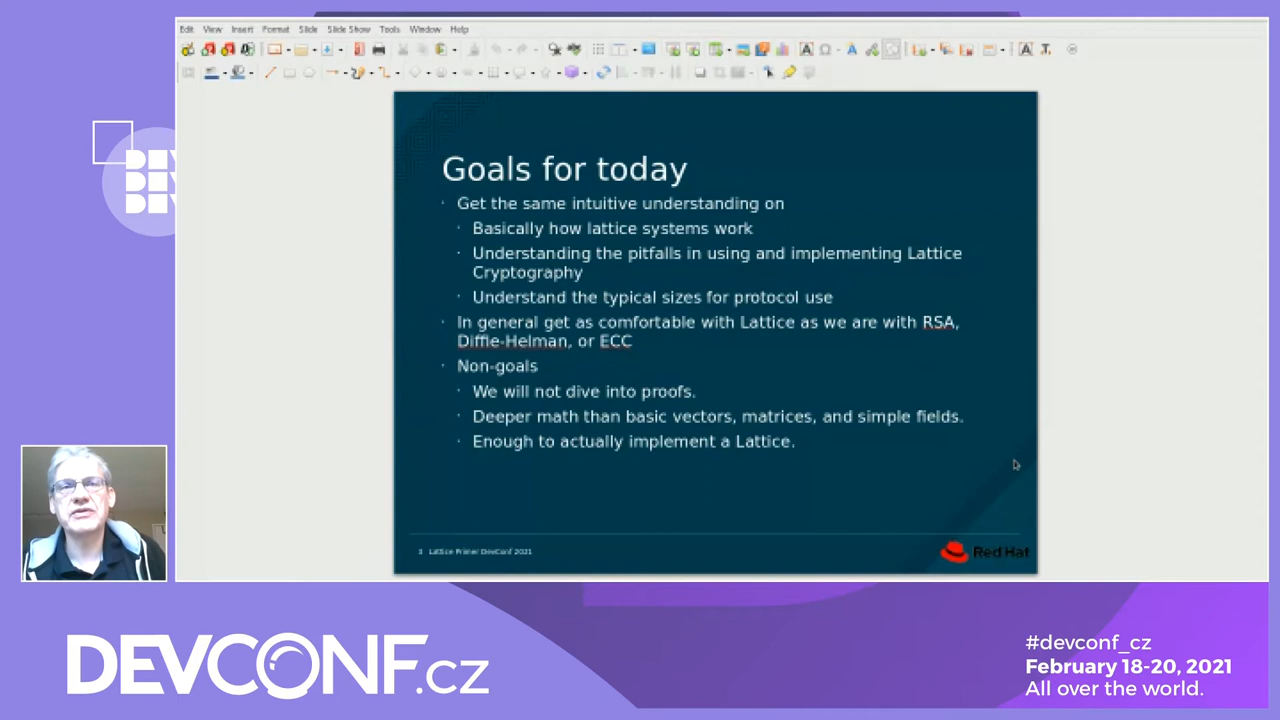 Edit View Insert Format Slide Slide Show Tools Window Help
Goals for today
Get the same intuitive understanding on
Basically how lattice systems work
Understanding the pitfalls in using and implementing Lattice
Cryptography
Understand the typical sizes for protocol use
In general get as comfortable with Lattice as we are with RSA,
Diffie-Helman, or ECC
Non-goals
We will not dive into proofs.
Deeper math than basic vectors, matrices, and simple fields.
Enough to actually implement a Lattice.
3 Lattice Primer DevConf 2021
Red Hat
DEVCONF.cz
#devconf_cz
February 18-20, 2021
All over the world.